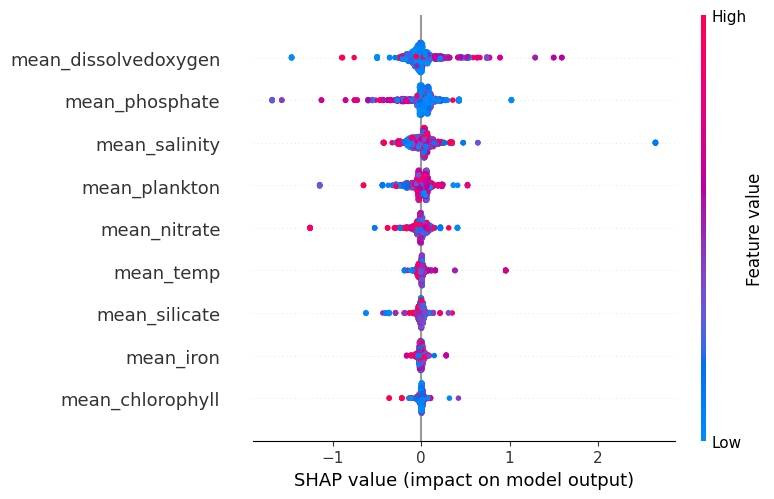 High
mean_dissolvedoxygen
mean_phosphate
mean_salinity
mean_plankton
mean_nitrate
mean_temp
mean_silicate
mean_iron
mean_chlorophyll
Feature value
Low
−1
0
1
2
SHAP value (impact on model output)